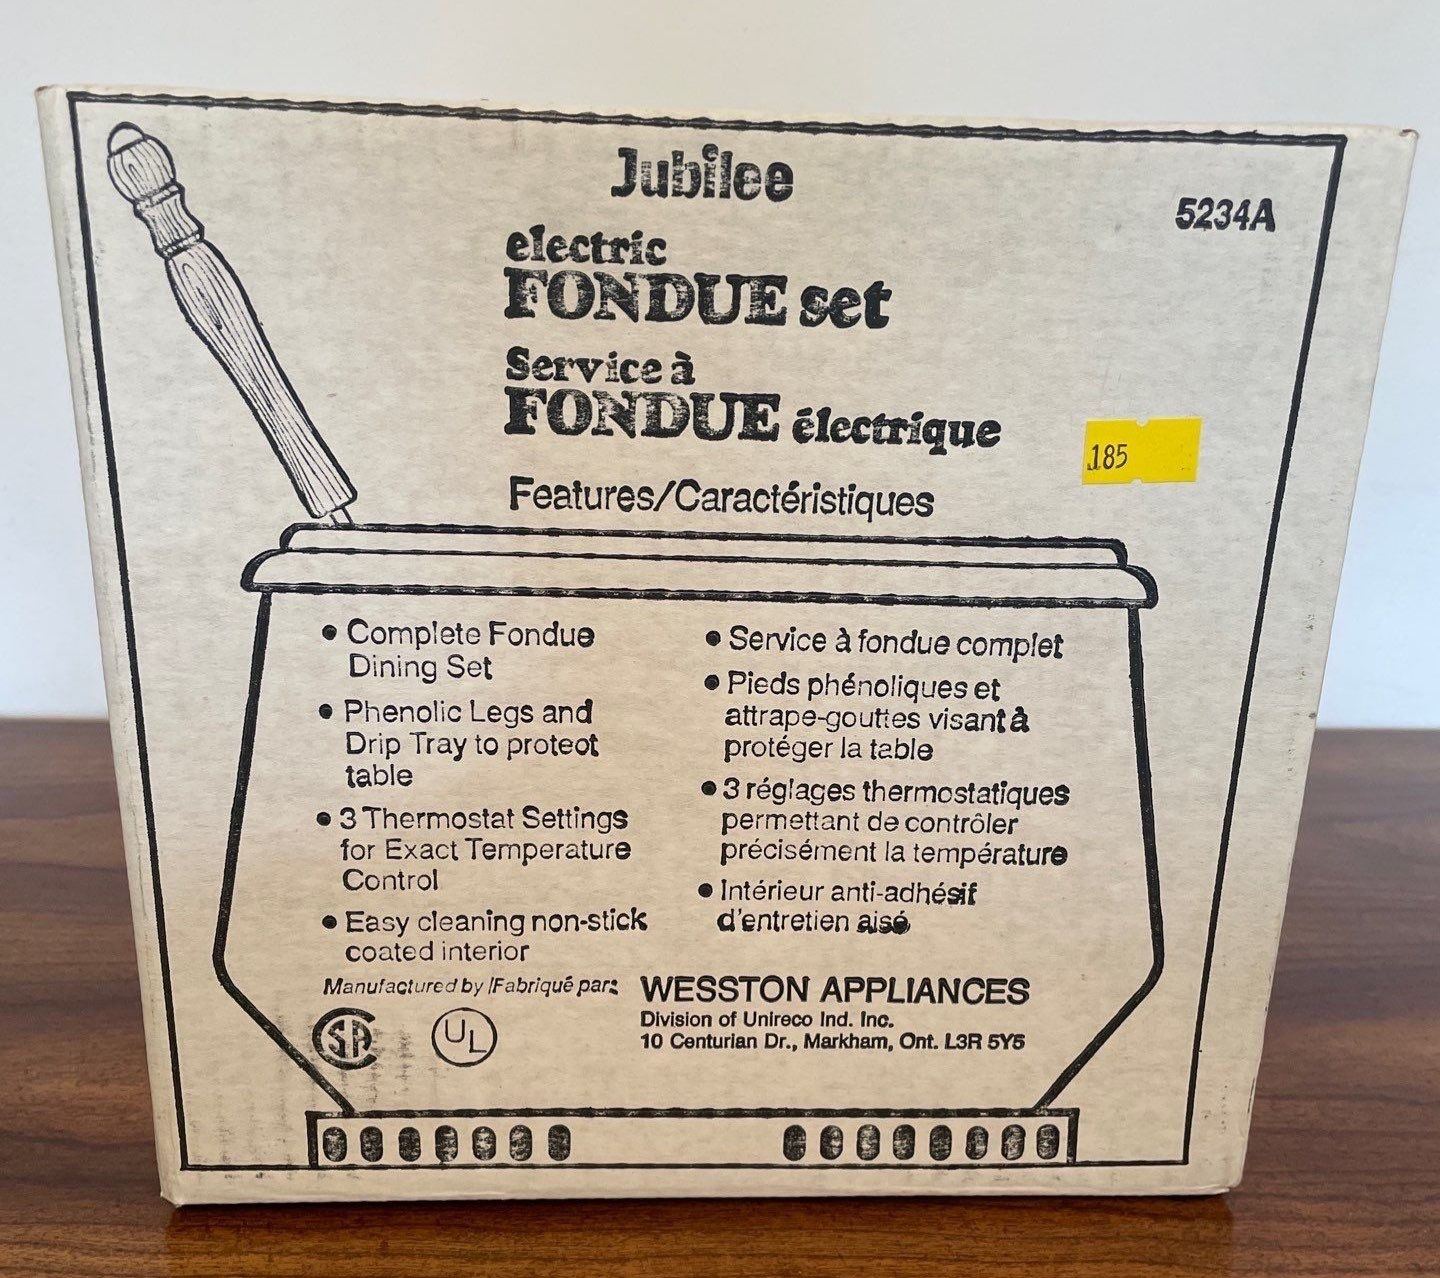 Jubilee
5234A
electric
FONDUE set
Service à
FONDUE électrique
185
Features/Caractéristiques
• Complete Fondue
Dining Set
• Phenolic Legs and
Drip Tray to protect
table
• 3 Thermostat Settings
for Exact Temperature
Control
• Easy cleaning non-stick
coated interior
• Service à fondue complet
• Pieds phénoliques et
attrape-gouttes visant à
protéger la table
• 3 réglages thermostatiques
permettant de contrôler
précisément la température
• Intérieur anti-adhésif
d'entretien aisé
Manufactured by/Fabriqué par:
WESSTON APPLIANCES
Division of Unireco Ind. Inc.
10 Centurian Dr., Markham, Ont. L3R 5Y5
SA
UL